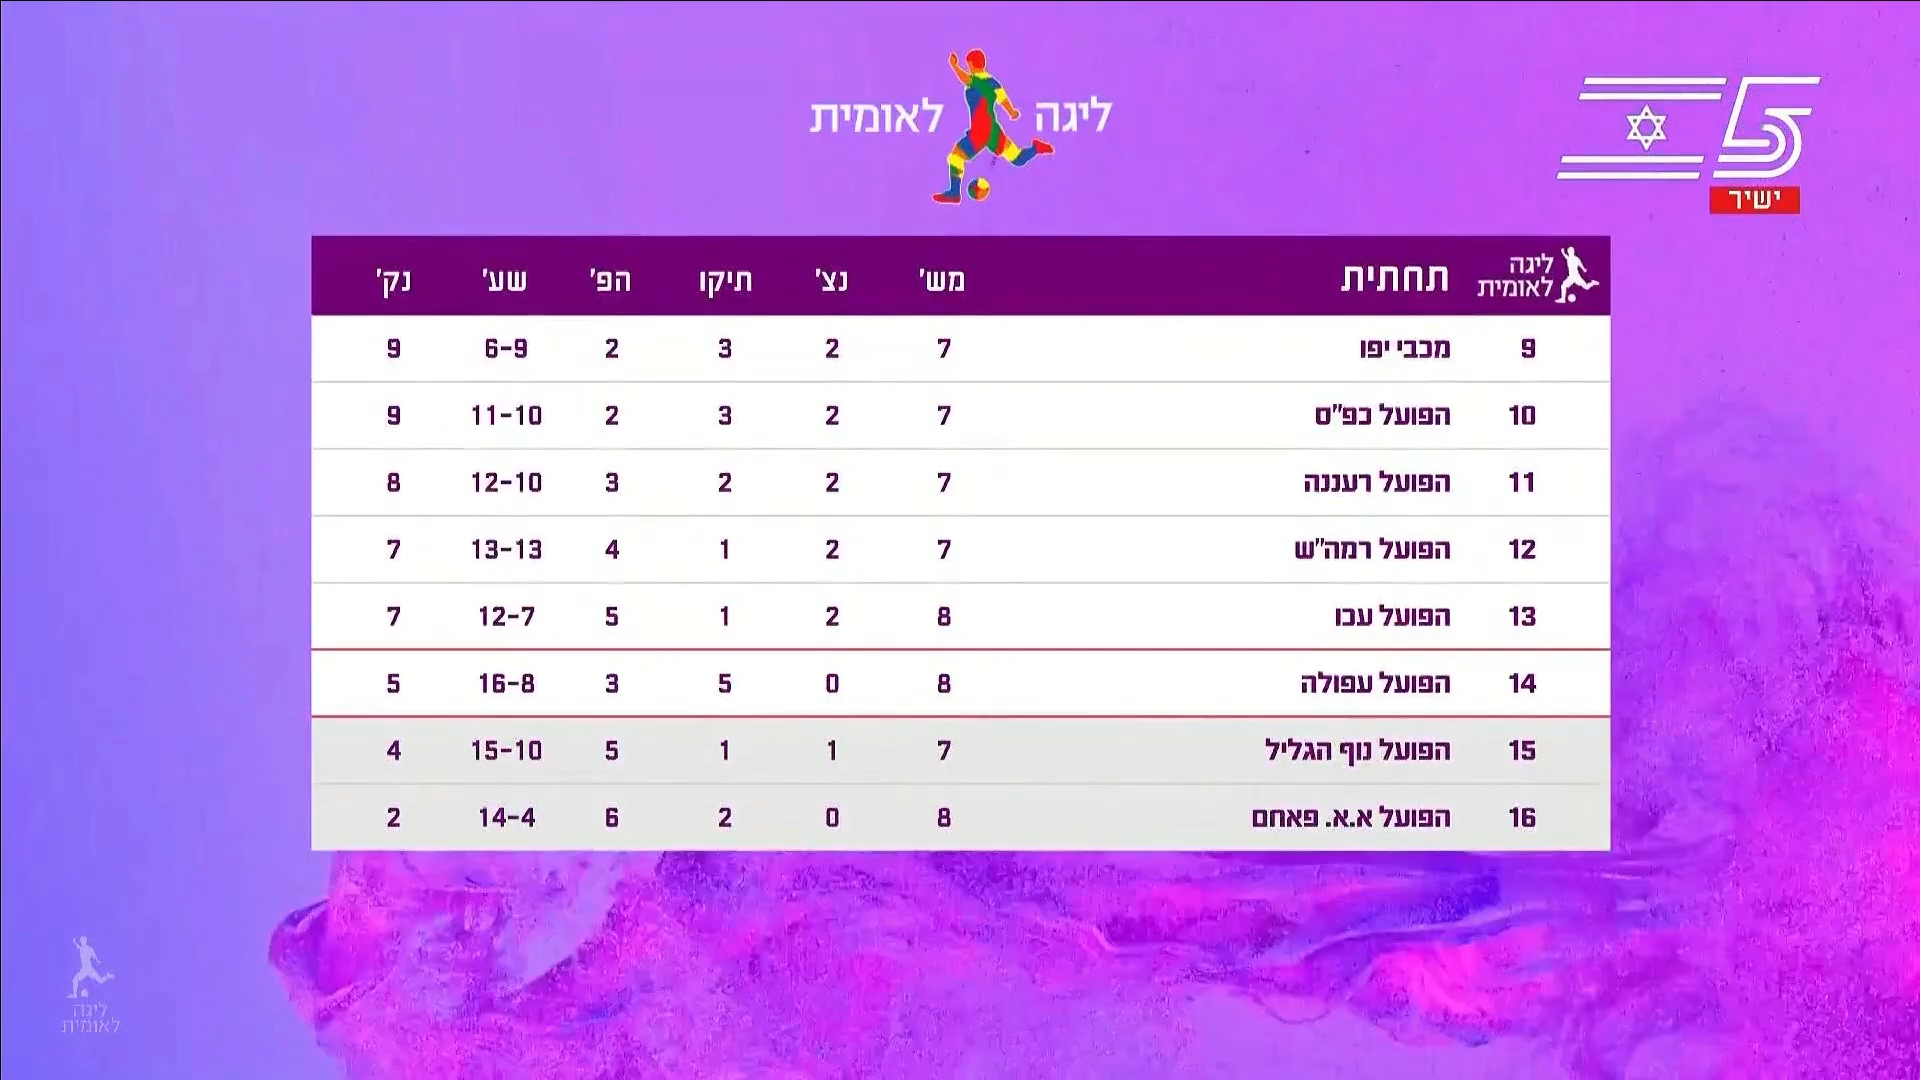 ליגה לאומית
5
ישיר
ליגה
לאומית
תחתית מש' נצ' תיקו הפ' שע' נק'
9 מכבי יפו 7 2 3 2 6-9 9
10 הפועל כפ"ס 7 2 3 2 11-10 9
11 הפועל רעננה 7 2 2 3 12-10 8
12 הפועל רמה"ש 7 2 1 4 13-13 7
13 הפועל עכו 8 2 1 5 12-7 7
14 הפועל עפולה 8 0 5 3 16-8 5
15 הפועל נוף הגליל 7 1 1 5 15-10 4
16 הפועל א.א. פאחם 8 0 2 6 14-4 2
ליגה
לאומית